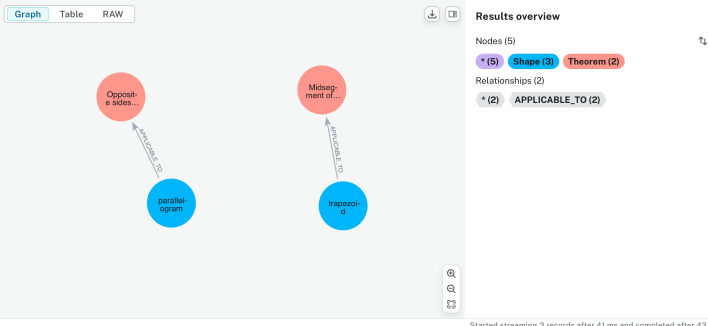 Graph
Table
RAW
Opposit-
e sides...
Midseg-
ment of...
APPLICABLE_TO
APPLICABLE_TO
parallel-
ogram
trapezoi-
d
Results overview
Nodes (5)
* (5)
Shape (3)
Theorem (2)
Relationships (2)
* (2)
APPLICABLE_TO (2)
Started streaming 3 records after 41 ms and completed after 43